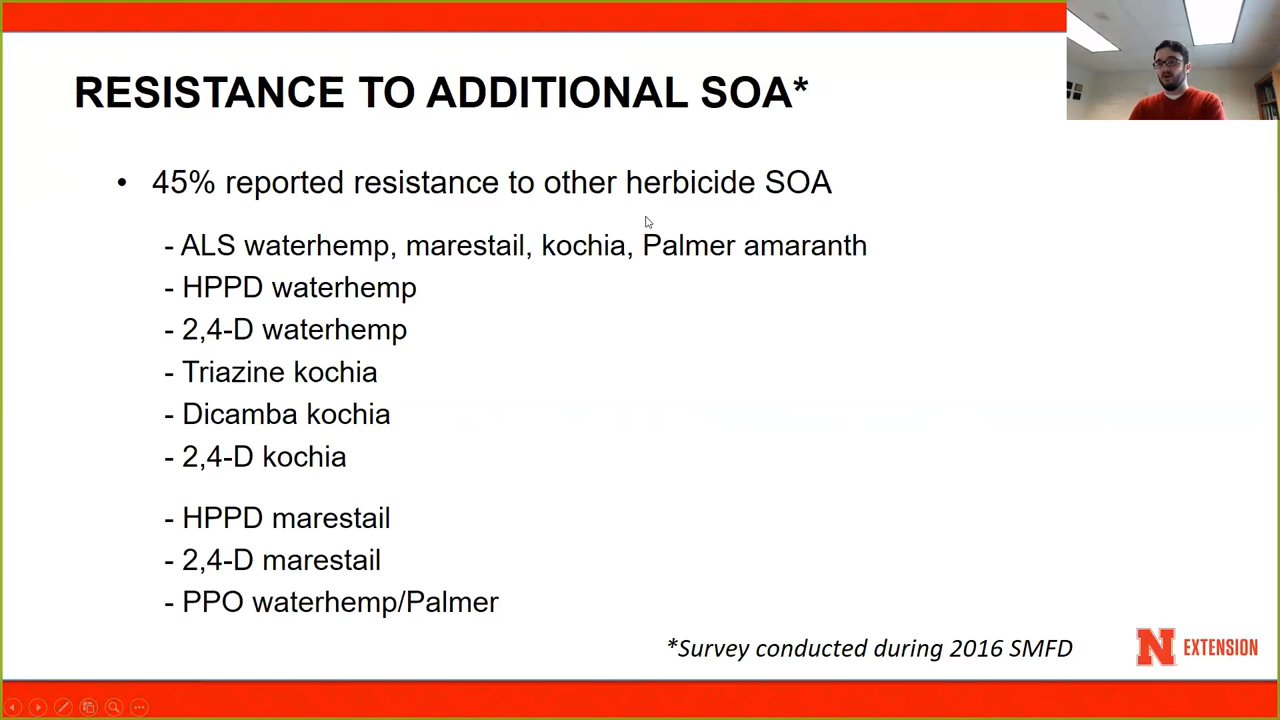 RESISTANCE TO ADDITIONAL SOA*
• 45% reported resistance to other herbicide SOA
- ALS waterhemp, marestail, kochia, Palmer amaranth
- HPPD waterhemp
- 2,4-D waterhemp
- Triazine kochia
- Dicamba kochia
- 2,4-D kochia
- HPPD marestail
- 2,4-D marestail
- PPO waterhemp/Palmer
*Survey conducted during 2016 SMFD
N EXTENSION